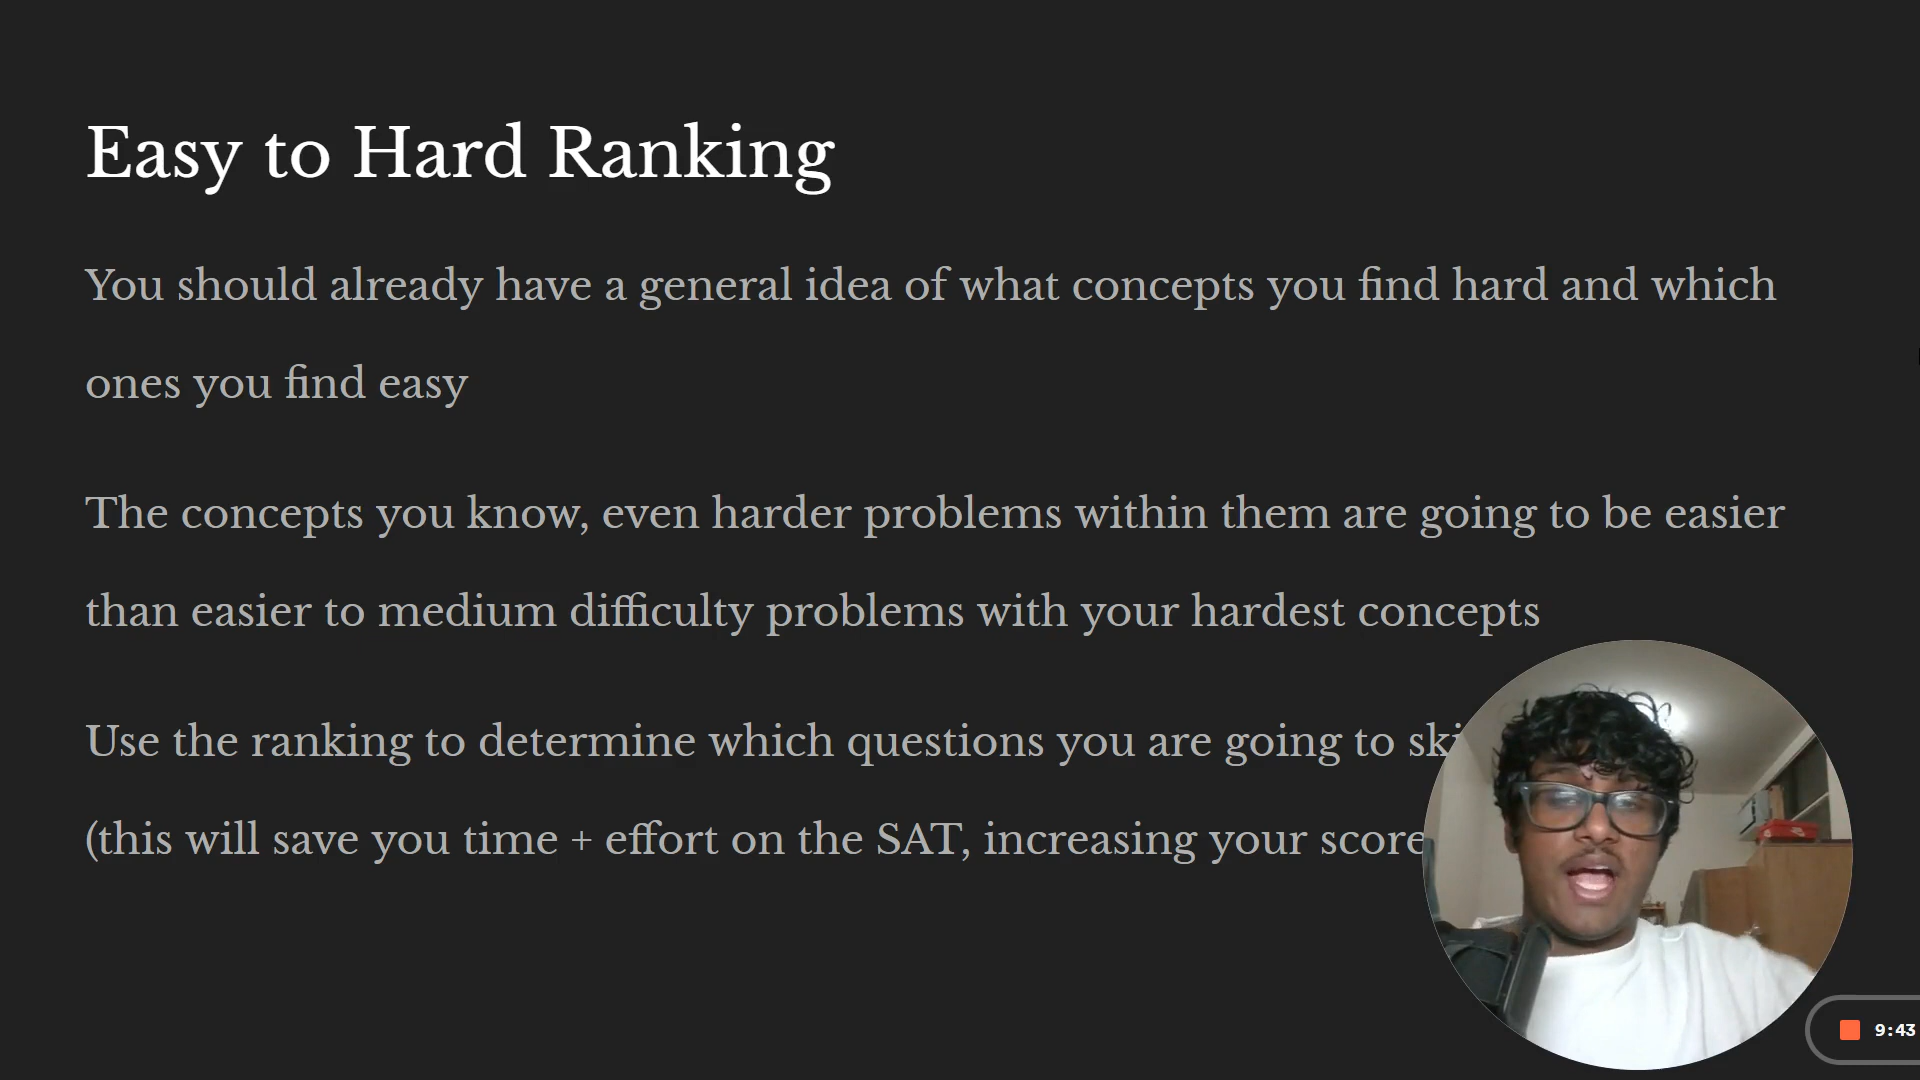 Easy to Hard Ranking
You should already have a general idea of what concepts you find hard and which
ones you find easy
The concepts you know, even harder problems within them are going to be easier
than easier to medium difficulty problems with your hardest concepts
Use the ranking to determine which questions you are going to
(this will save you time + effort on the SAT, increasing your score
9:43